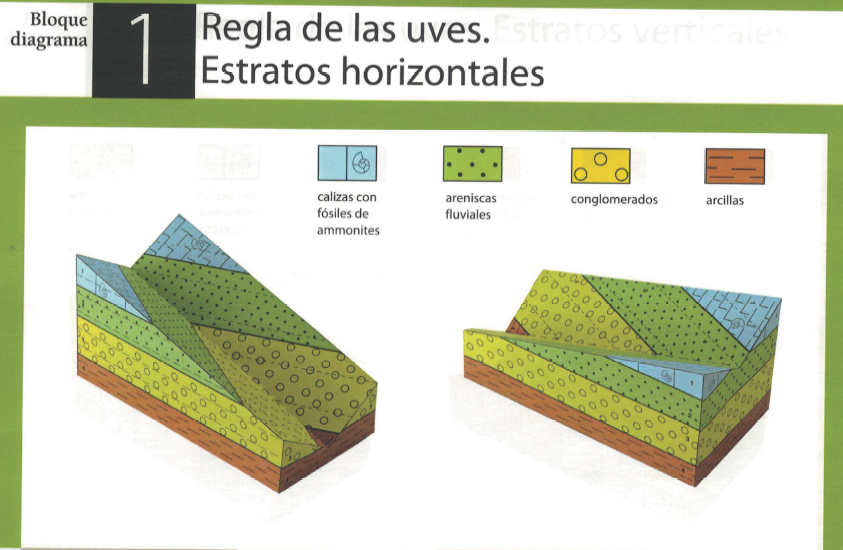 Bloque
diagrama
1
Regla de las uves.
Estratos horizontales
calizas con
fósiles de
ammonites
areniscas
fluviales
conglomerados
arcillas